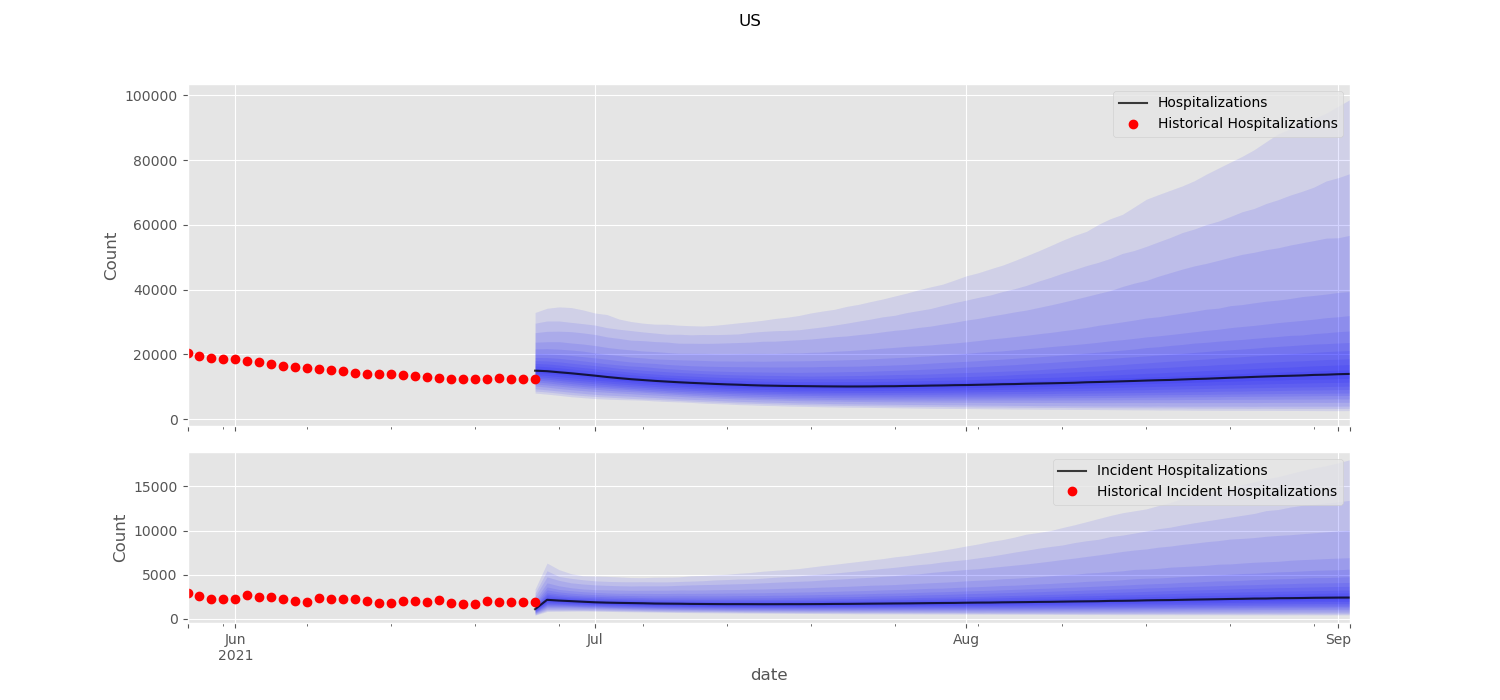 US
100000
80000
60000
40000
20000
0
Count
Hospitalizations
Historical Hospitalizations
15000
10000
5000
0
Count
Incident Hospitalizations
Historical Incident Hospitalizations
Jun
2021
Jul
Aug
Sep
date